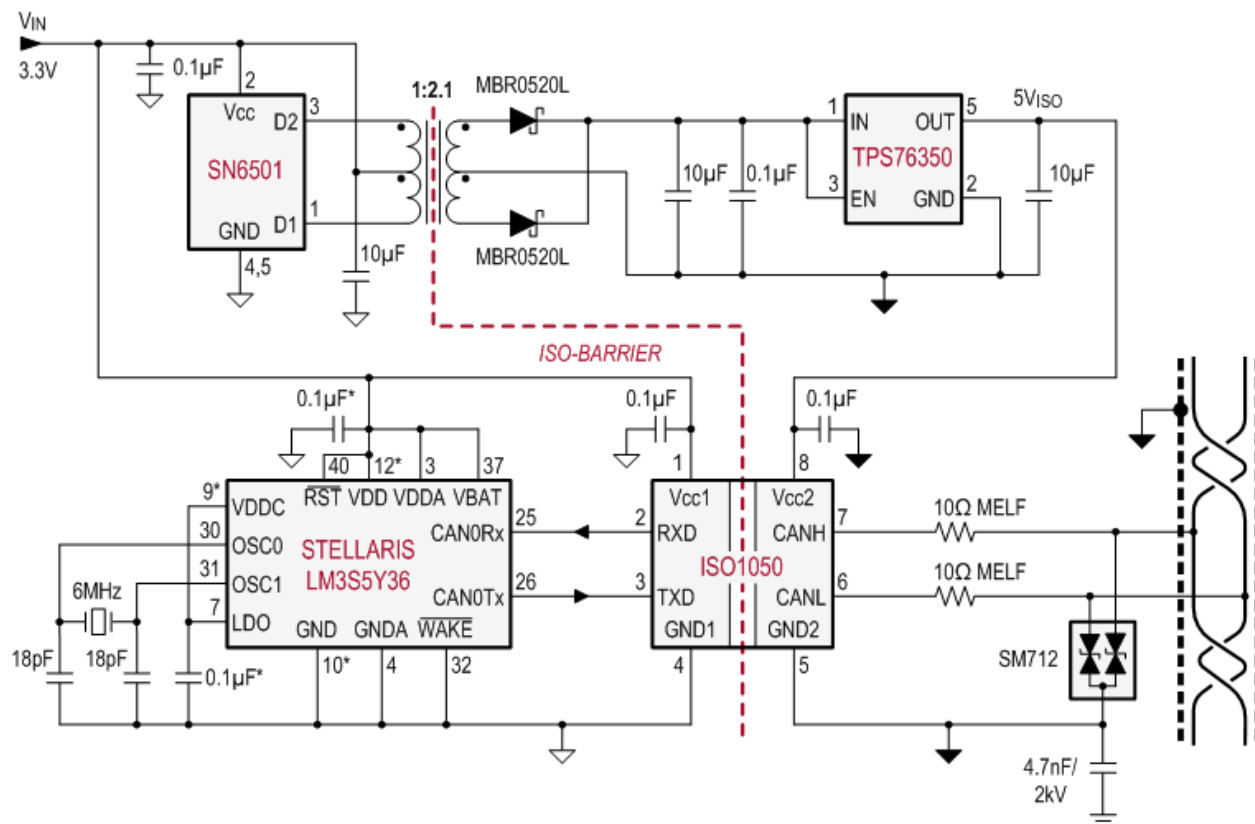 VIN
3.3V
0.1µF
2
Vcc
D2
3
SN6501
GND
D1
1
4,5
10µF
1:2.1
MBR0520L
MBR0520L
10µF
0.1µF
1
IN
OUT
5
TPS76350
3
EN
GND
2
5VISO
10µF
ISO-BARRIER
0.1µF*
40
12*
3
37
RST
VDD
VDDA
VBAT
9*
VDDC
30
OSC0
31
OSC1
7
LDO
STELLARIS
LM3S5Y36
CAN0Rx
25
CAN0Tx
26
GND
GNDA
WAKE
10*
4
32
6MHz
18pF
18pF
0.1µF*
0.1µF
0.1µF
1
8
Vcc1
Vcc2
2
RXD
CANH
7
ISO1050
3
TXD
CANL
6
GND1
GND2
4
5
10Ω MELF
10Ω MELF
SM712
4.7nF/
2kV